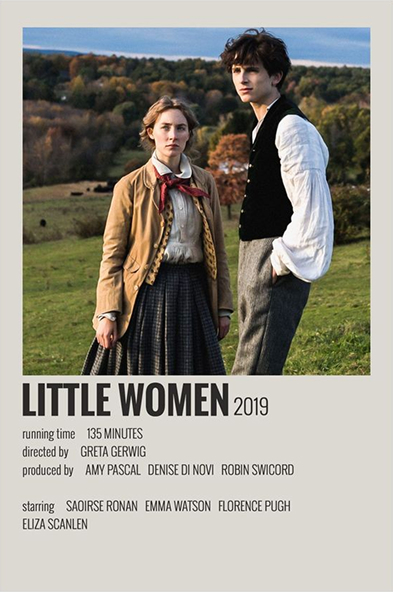 LITTLE WOMEN 2019
running time 135 MINUTES
directed by GRETA GERWIG
produced by AMY PASCAL DENISE DI NOVI ROBIN SWICORD
starring SAOIRSE RONAN EMMA WATSON FLORENCE PUGH
ELIZA SCANLEN